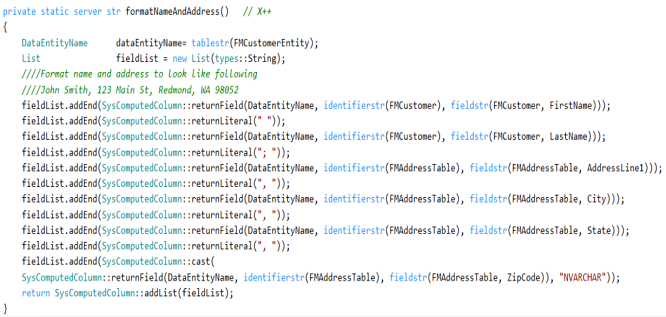 private static server str formatNameAndAddress()   // X++
{
    DataEntityName      dataEntityName= tablestr(FMCustomerEntity);
    List                fieldList = new List(types::String);
    ////Format name and address to look like following
    ////John Smith, 123 Main St, Redmond, WA 98052
    fieldList.addEnd(SysComputedColumn::returnField(DataEntityName, identifierstr(FMCustomer), fieldstr(FMCustomer, FirstName)));
    fieldList.addEnd(SysComputedColumn::returnLiteral(" "));
    fieldList.addEnd(SysComputedColumn::returnField(DataEntityName, identifierstr(FMCustomer), fieldstr(FMCustomer, LastName)));
    fieldList.addEnd(SysComputedColumn::returnLiteral("; "));
    fieldList.addEnd(SysComputedColumn::returnField(DataEntityName, identifierstr(FMAddressTable), fieldstr(FMAddressTable, AddressLine1)));
    fieldList.addEnd(SysComputedColumn::returnLiteral(", "));
    fieldList.addEnd(SysComputedColumn::returnField(DataEntityName, identifierstr(FMAddressTable), fieldstr(FMAddressTable, City)));
    fieldList.addEnd(SysComputedColumn::returnLiteral(", "));
    fieldList.addEnd(SysComputedColumn::returnField(DataEntityName, identifierstr(FMAddressTable), fieldstr(FMAddressTable, State)));
    fieldList.addEnd(SysComputedColumn::returnLiteral(", "));
    fieldList.addEnd(SysComputedColumn::cast(
    SysComputedColumn::returnField(DataEntityName, identifierstr(FMAddressTable), fieldstr(FMAddressTable, ZipCode)), "NVARCHAR"));
    return SysComputedColumn::addList(fieldList);
}